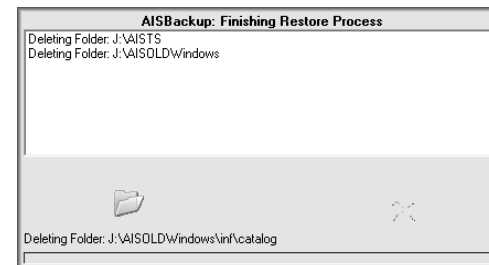 AISBackup: Finishing Restore Process
Deleting Folder: J:\AISTS
Deleting Folder: J:\AISOLDWindows
Deleting Folder: J:\AISOLDWindows\inf\catalog